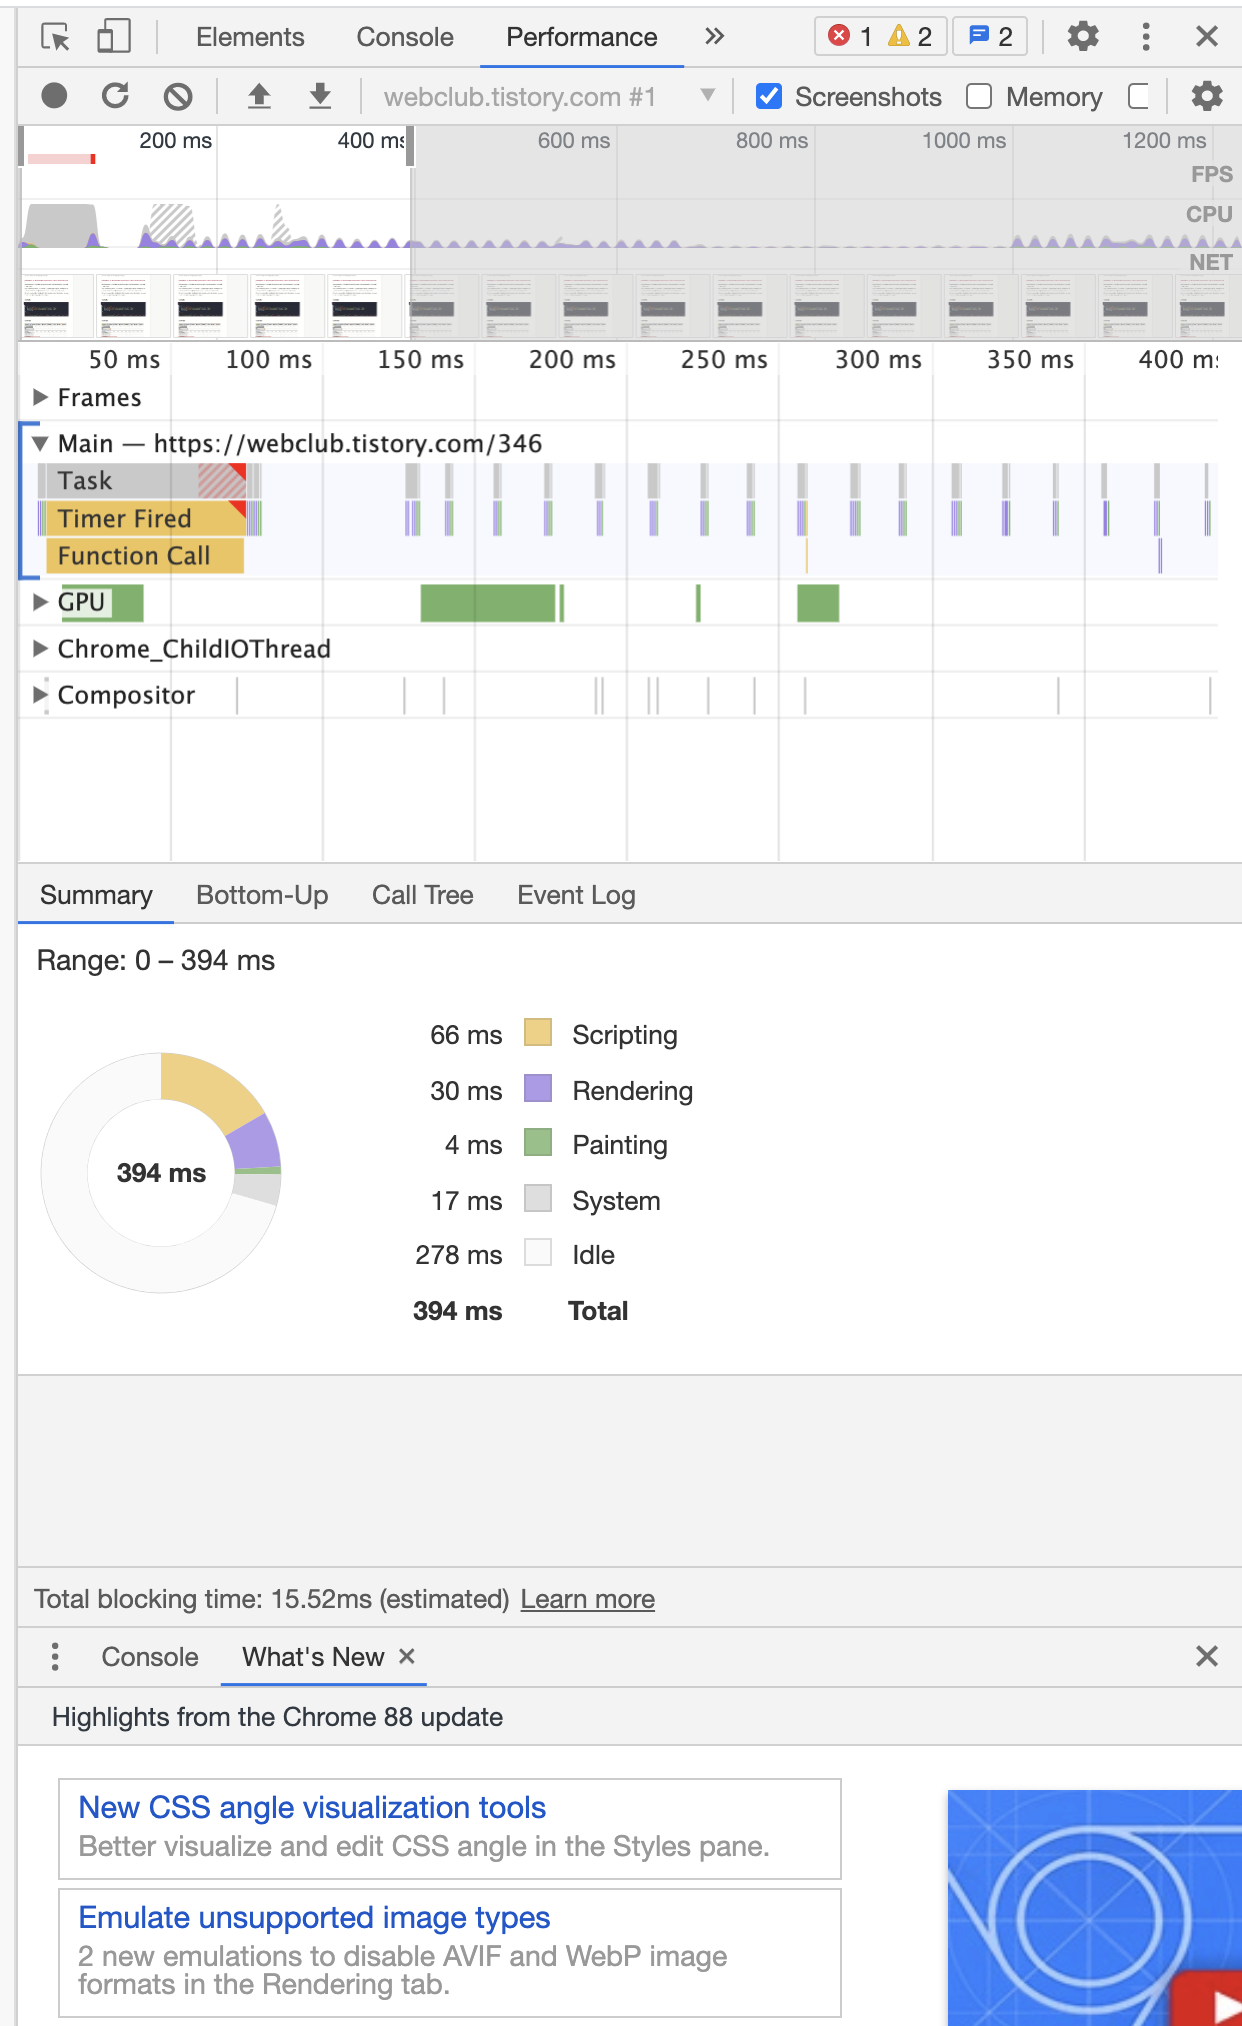 Elements Console Performance » 1 2 2
webclub.tistory.com #1 Screenshots Memory
200 ms 400 ms 600 ms 800 ms 1000 ms 1200 ms
FPS
CPU
NET
50 ms 100 ms 150 ms 200 ms 250 ms 300 ms 350 ms 400 ms
Frames
Main — https://webclub.tistory.com/346
Task
Timer Fired
Function Call
GPU
Chrome_ChildIOThread
Compositor
Summary Bottom-Up Call Tree Event Log
Range: 0 – 394 ms
66 ms Scripting
30 ms Rendering
4 ms Painting
394 ms
17 ms System
278 ms Idle
394 ms Total
Total blocking time: 15.52ms (estimated) Learn more
Console What's New
Highlights from the Chrome 88 update
New CSS angle visualization tools
Better visualize and edit CSS angle in the Styles pane.
Emulate unsupported image types
2 new emulations to disable AVIF and WebP image
formats in the Rendering tab.